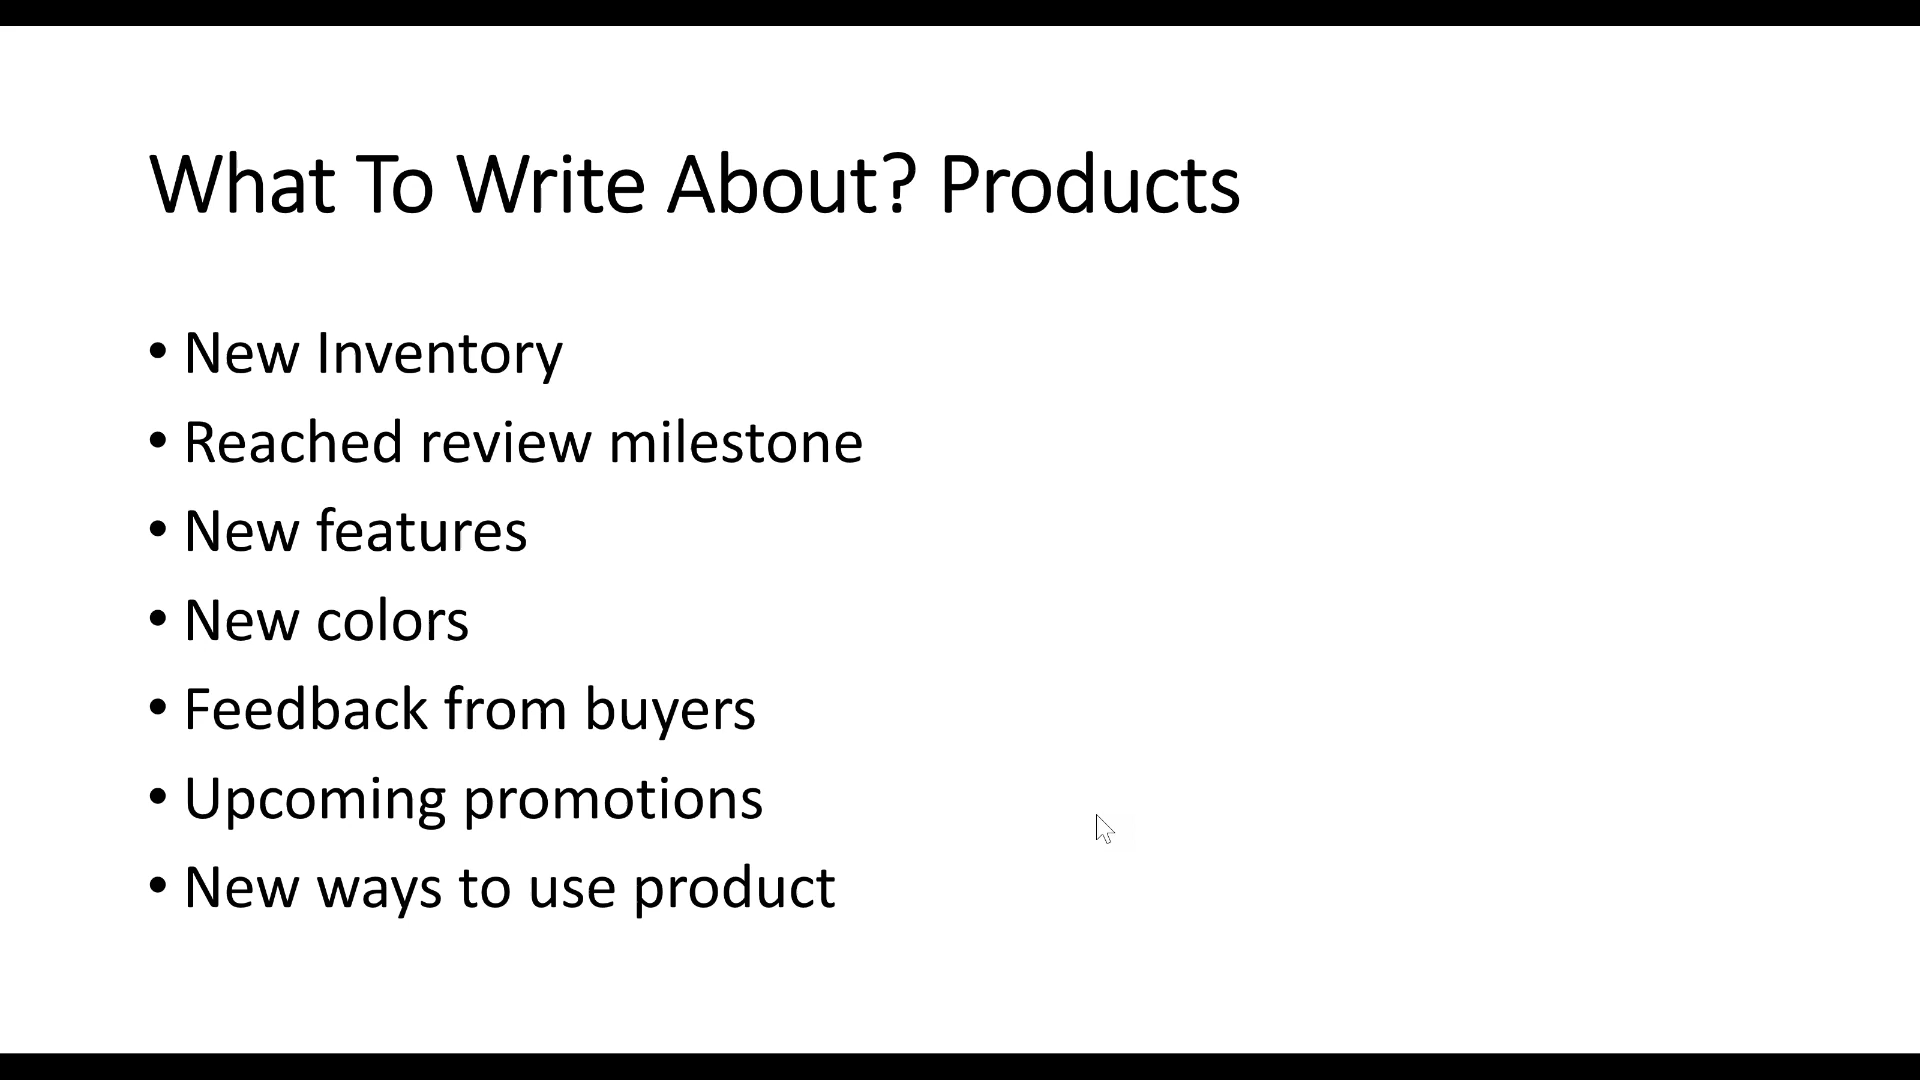 What To Write About? Products
• New Inventory
• Reached review milestone
• New features
• New colors
• Feedback from buyers
• Upcoming promotions
• New ways to use product